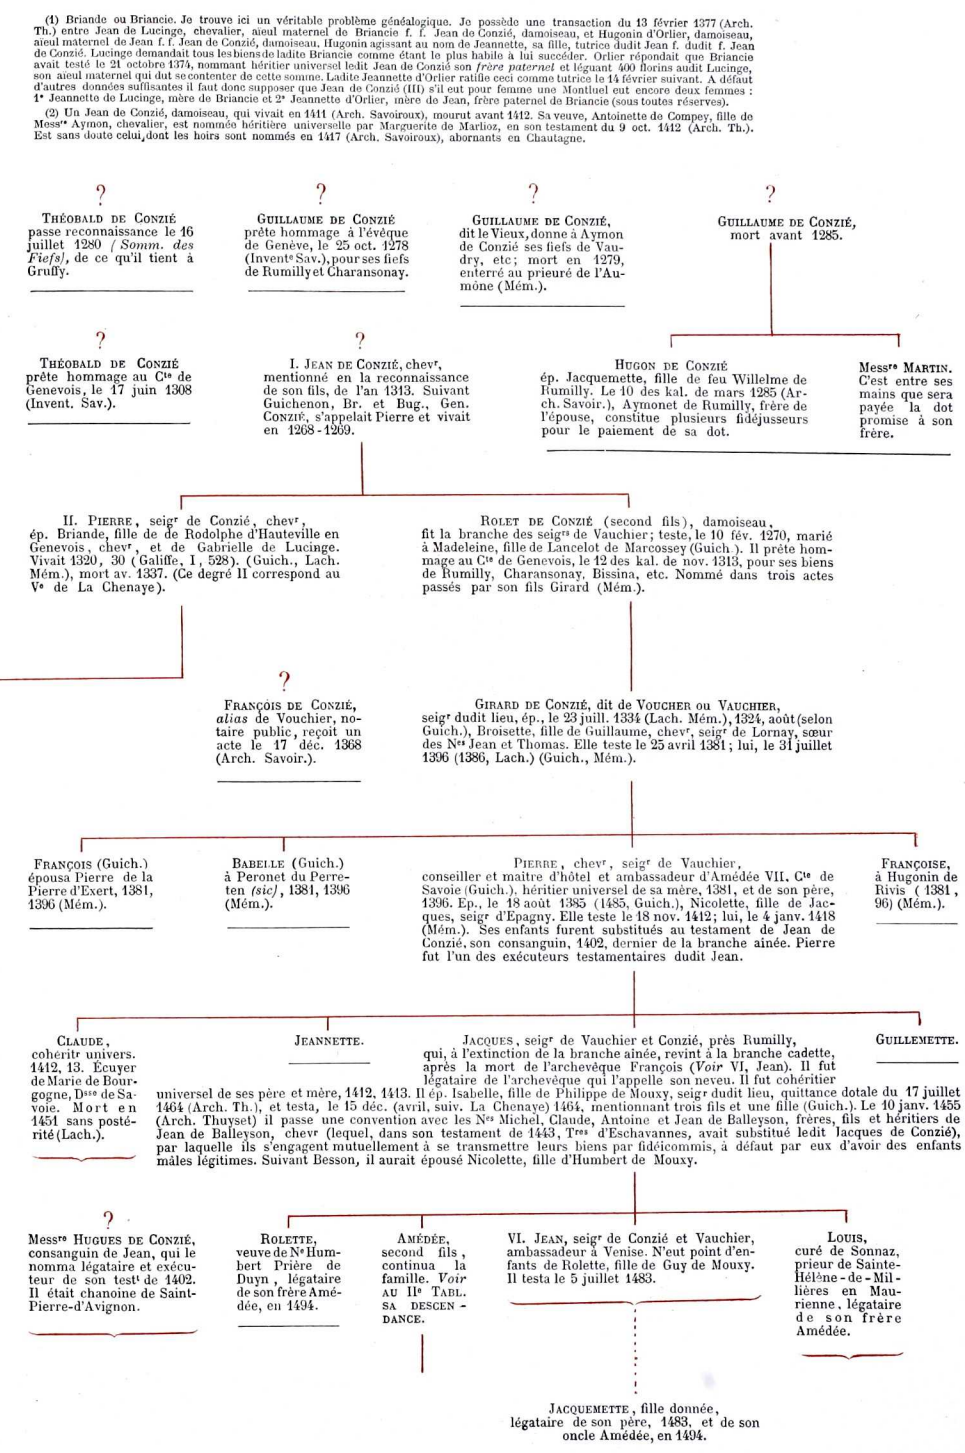 (1) Briande ou Briancie. Je trouve ici un véritable problème généalogique. Je possède une transaction du 13 février 1377 (Arch.
Th.) entre Jean de Lucinge, chevalier, aïeul maternel de Briancie f. f. Jean de Conzié, damoiseau, et Hugonin d'Orlier, damoiseau,
aïeul maternel de Jean f. f. Jean de Conzié, damoiseau, Hugonin agissant au nom de Jeannette, sa fille, tutrice dudit Jean f. dudit f. Jean
de Conzié. Lucinge demandait tous les biens de ladite Briancie comme étant le plus habile à lui succéder. Orlier répondait que Briancie
avait testé le 21 octobre 1374, nommant héritier universel ledit Jean de Conzié son frère paternel et léguant 400 florins audit Lucinge,
son aïeul maternel qui dut se contenter de cette somme. Ladite Jeannette d'Orlier ratifie ceci comme tutrice le 14 février suivant. A défaut
d'autres données suffisantes il faut donc supposer que Jean de Conzié (III) s'il eut pour femme une Montluel eut encore deux femmes :
1° Jeannette de Lucinge, mère de Briancie et 2° Jeannette d'Orlier, mère de Jean, frère paternel de Briancie (sous toutes réserves).
(2) Un Jean de Conzié, damoiseau, qui vivait en 1411 (Arch. Savoiroux), mourut avant 1412. Sa veuve, Antoinette de Compey, fille de
Messre Aymon, chevalier, est nommée héritière universelle par Marguerite de Marlioz, en son testament du 9 oct. 1412 (Arch. Th.).
Est sans doute celui dont les hoirs sont nommés en 1417 (Arch. Savoiroux), abornants en Chautagne.
?
THÉOBALD DE CONZIÉ
passe reconnaissance le 16
juillet 1280 (Somm. des
Fiefs), de ce qu'il tient à
Gruffy.
?
GUILLAUME DE CONZIÉ
prête hommage à l'évêque
de Genève, le 25 oct. 1278
(Invente Sav.), pour ses fiefs
de Rumilly et Charansonay.
?
GUILLAUME DE CONZIÉ,
dit le Vieux, donne à Aymon
de Conzié ses fiefs de Vau-
dry, etc; mort en 1279,
enterré au prieuré de l'Au-
mône (Mém.).
?
GUILLAUME DE CONZIÉ,
mort avant 1285.
?
THÉOBALD DE CONZIÉ
prête hommage au Cte de
Genevois, le 17 juin 1308
(Invent. Sav.).
?
I. JEAN DE CONZIÉ, chevr,
mentionné en la reconnaissance
de son fils, de l'an 1313. Suivant
Guichenon, Br. et Bug., Gen.
CONZIÉ, s'appelait Pierre et vivait
en 1268-1269.
HUGON DE CONZIÉ
ép. Jacquemette, fille de feu Willelme de
Rumilly. Le 10 des kal. de mars 1285 (Ar-
ch. Savoir.), Aymonet de Rumilly, frère de
l'épouse, constitue plusieurs fidéjusseurs
pour le paiement de sa dot.
Messre MARTIN.
C'est entre ses
mains que sera
payée la dot
promise à son
frère.
II. PIERRE, seigr de Conzié, chevr,
ép. Briande, fille de de Rodolphe d'Hauteville en
Genevois, chevr, et de Gabrielle de Lucinge.
Vivait 1320, 30 (Galiffe, I, 528). (Guich., Lach.
Mém.), mort av. 1337. (Ce degré II correspond au
Ve de La Chenaye).
ROLET DE CONZIÉ (second fils), damoiseau,
fit la branche des seigrs de Vauchier; teste, le 10 fév. 1270, marié
à Madeleine, fille de Lancelot de Marcossey (Guich.). Il prête hom-
mage au Cte de Genevois, le 12 des kal. de nov. 1313, pour ses biens
de Rumilly, Charansonay, Bissina, etc. Nommé dans trois actes
passés par son fils Girard (Mém.).
?
FRANÇOIS DE CONZIÉ,
alias de Vouchier, no-
taire public, reçoit un
acte le 17 déc. 1368
(Arch. Savoir.).
GIRARD DE CONZIÉ, dit de VOUCHER ou VAUCHIER,
seigr dudit lieu, ép., le 23 juill. 1334 (Lach. Mém.), 1324, août (selon
Guich.), Broisette, fille de Guillaume, chevr, seigr de Lornay, sœur
des Nes Jean et Thomas. Elle teste le 25 avril 1381; lui, le 31 juillet
1396 (1386, Lach.) (Guich., Mém.).
FRANÇOIS (Guich.)
épousa Pierre de la
Pierre d'Exert, 1381,
1396 (Mém.).
BABELLE (Guich.)
à Peronet du Perre-
ten (sic), 1381, 1396
(Mém.).
PIERRE, chevr, seigr de Vauchier,
conseiller et maître d'hôtel et ambassadeur d'Amédée VII, Cte de
Savoie (Guich.), héritier universel de sa mère, 1381, et de son père,
1396. Ep., le 18 août 1385 (1485, Guich.), Nicolette, fille de Jac-
ques, seigr d'Epagny. Elle teste le 18 nov. 1412; lui, le 4 janv. 1418
(Mém.). Ses enfants furent substitués au testament de Jean de
Conzié, son consanguin, 1402, dernier de la branche aînée. Pierre
fut l'un des exécuteurs testamentaires dudit Jean.
FRANÇOISE,
à Hugonin de
Rivis (1381,
96) (Mém.).
CLAUDE,
cohéritr univers.
1412, 13. Écuyer
de Marie de Bour-
gogne, Dsse de Sa-
voie. Mort en
1451 sans posté-
rité (Lach.).
JEANNETTE.
JACQUES, seigr de Vauchier et Conzié, près Rumilly,
qui, à l'extinction de la branche aînée, revint à la branche cadette,
après la mort de l'archevêque François (Voir VI, Jean). Il fut
légataire de l'archevêque qui l'appelle son neveu. Il fut cohéritier
universel de ses père et mère, 1412, 1413. Il ép. Isabelle, fille de Philippe de Mouxy, seigr dudit lieu, quittance dotale du 17 juillet
1464 (Arch. Th.), et testa, le 15 déc. (avril, suiv. La Chenaye) 1464, mentionnant trois fils et une fille (Guich.). Le 10 janv. 1455
(Arch. Thuyset) il passe une convention avec les Nes Michel, Claude, Antoine et Jean de Balleyson, frères, fils et héritiers de
Jean de Balleyson, chevr (lequel, dans son testament de 1443, Tres d'Eschavannes, avait substitué ledit Jacques de Conzié),
par laquelle ils s'engagent mutuellement à se transmettre leurs biens par fidéicommis, à défaut par eux d'avoir des enfants
mâles légitimes. Suivant Besson, il aurait épousé Nicolette, fille d'Humbert de Mouxy.
GUILLEMETTE.
?
Messre HUGUES DE CONZIÉ,
consanguin de Jean, qui le
nomma légataire et exécu-
teur de son testt de 1402.
Il était chanoine de Saint-
Pierre-d'Avignon.
ROLETTE,
veuve de Ne Hum-
bert Prière de
Duyn, légataire
de son frère Amé-
dée, en 1494.
AMÉDÉE,
second fils,
continua la
famille. Voir
AU IIe TABL.
SA DESCEN-
DANCE.
VI. JEAN, seigr de Conzié et Vauchier,
ambassadeur à Venise. N'eut point d'en-
fants de Rolette, fille de Guy de Mouxy.
Il testa le 5 juillet 1483.
LOUIS,
curé de Sonnaz,
prieur de Sainte-
Hélène-de-Mil-
lières en Mau-
rienne, légataire
de son frère
Amédée.
JACQUEMETTE, fille donnée,
légataire de son père, 1483, et de son
oncle Amédée, en 1494.